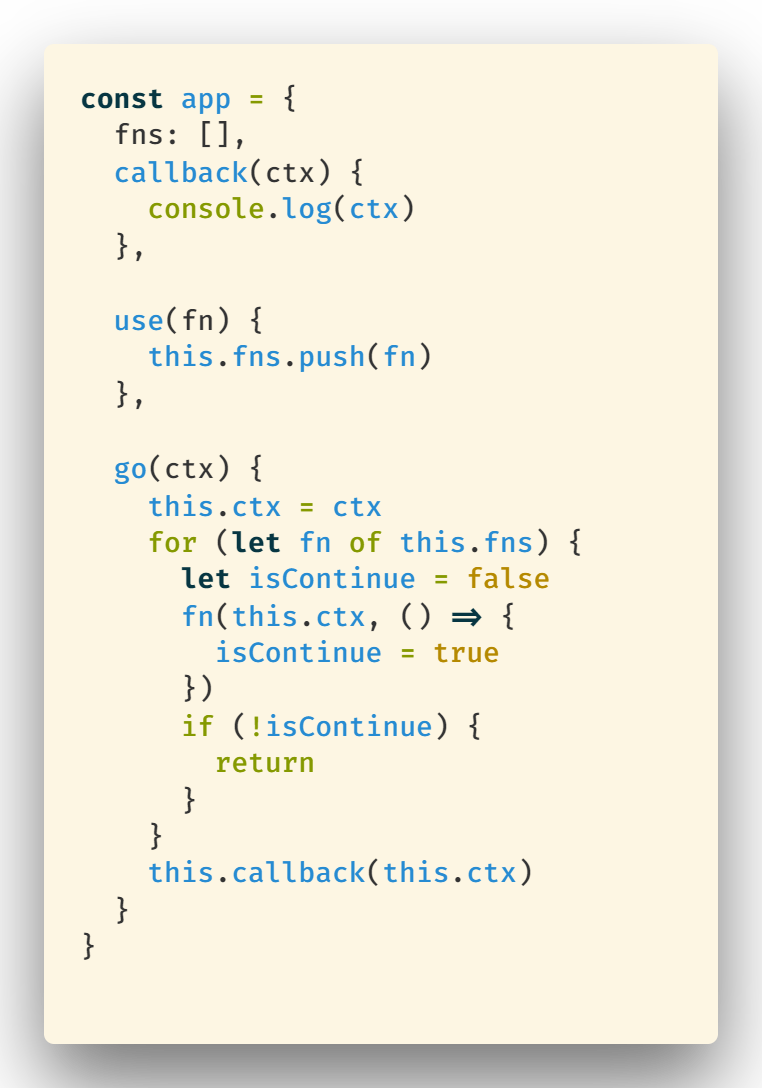 const app = {
  fns: [],
  callback(ctx) {
    console.log(ctx)
  },

  use(fn) {
    this.fns.push(fn)
  },

  go(ctx) {
    this.ctx = ctx
    for (let fn of this.fns) {
      let isContinue = false
      fn(this.ctx, () => {
        isContinue = true
      })
      if (!isContinue) {
        return
      }
    }
    this.callback(this.ctx)
  }
}